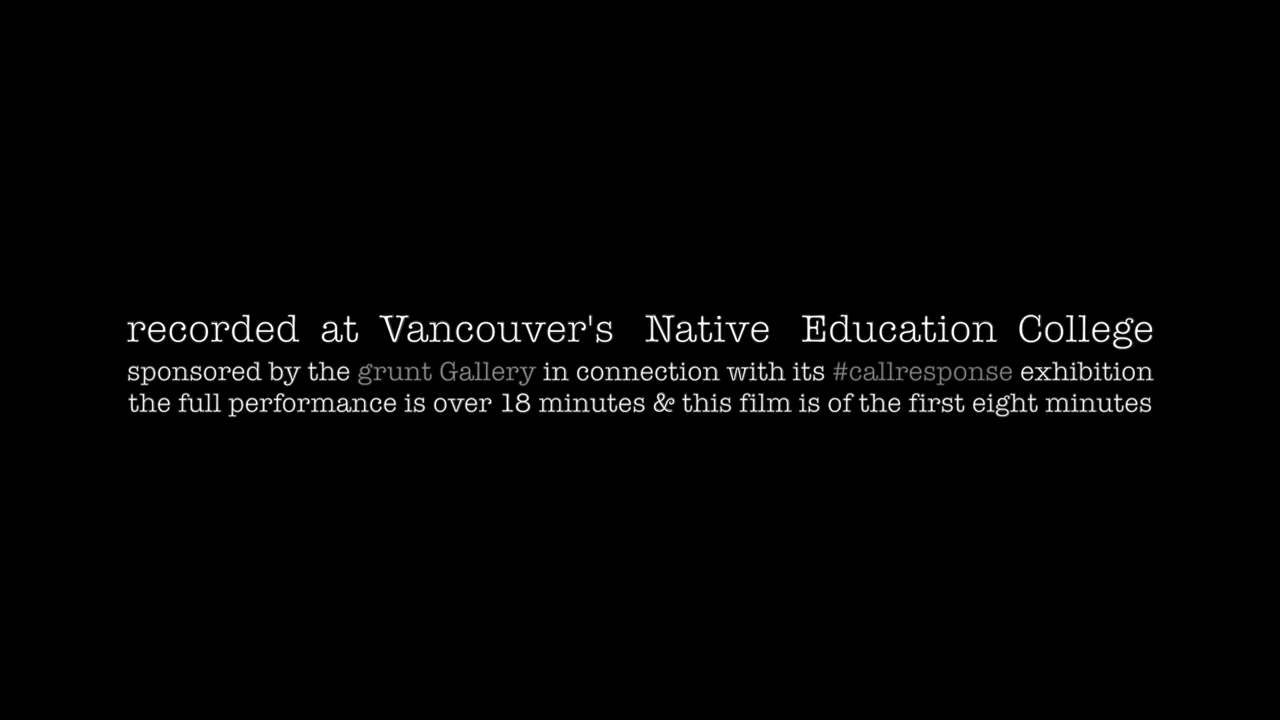 recorded at Vancouver's Native Education College
sponsored by the grunt Gallery in connection with its #callresponse exhibition
the full performance is over 18 minutes & this film is of the first eight minutes